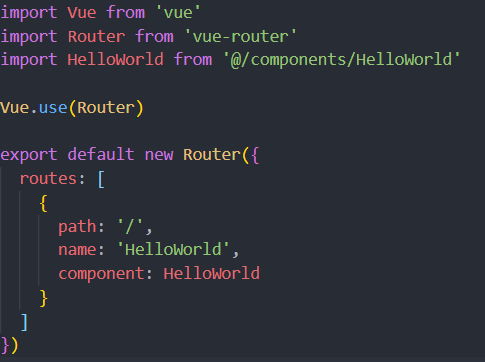 import Vue from 'vue'
import Router from 'vue-router'
import HelloWorld from '@/components/HelloWorld'

Vue.use(Router)

export default new Router({
  routes: [
    {
      path: '/',
      name: 'HelloWorld',
      component: HelloWorld
    }
  ]
})